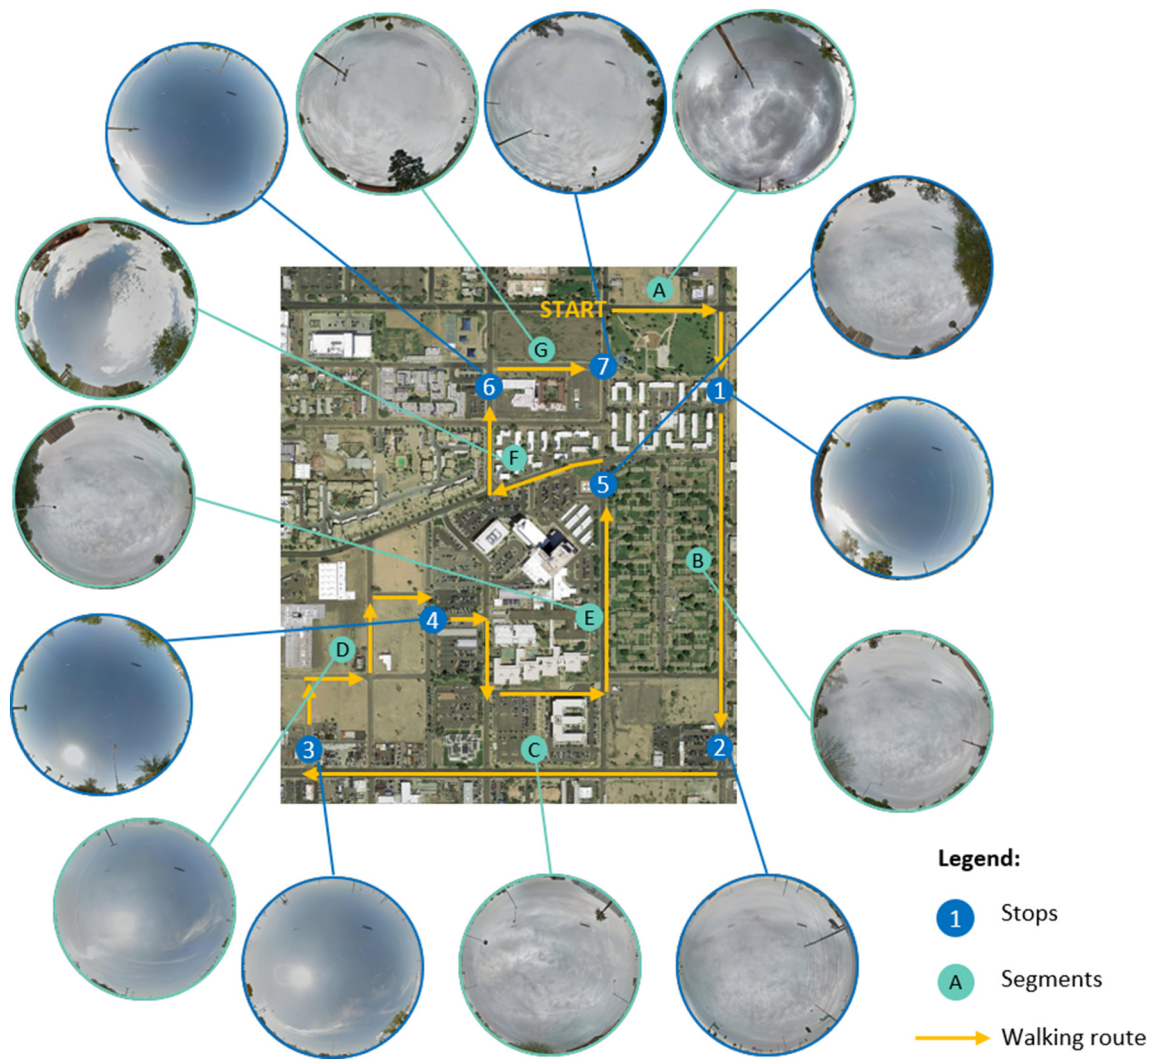 A
START
G
7
6
1
F
5
B
E
4
D
3
C
2
Legend:
1 Stops
A Segments
Walking route